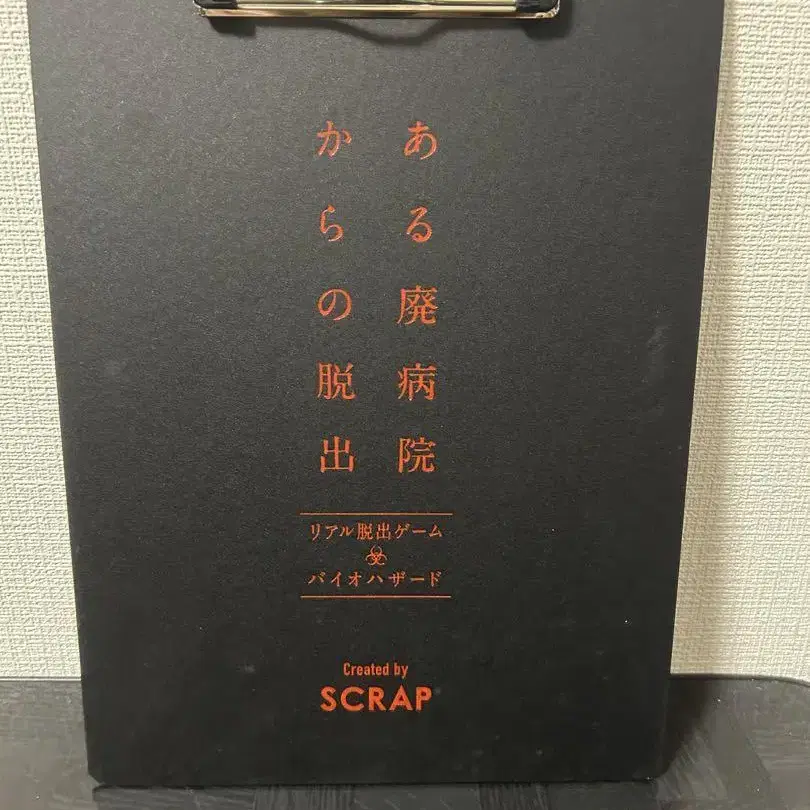 ある廃病院
からの脱出
リアル脱出ゲーム
バイオハザード
Created by
SCRAP